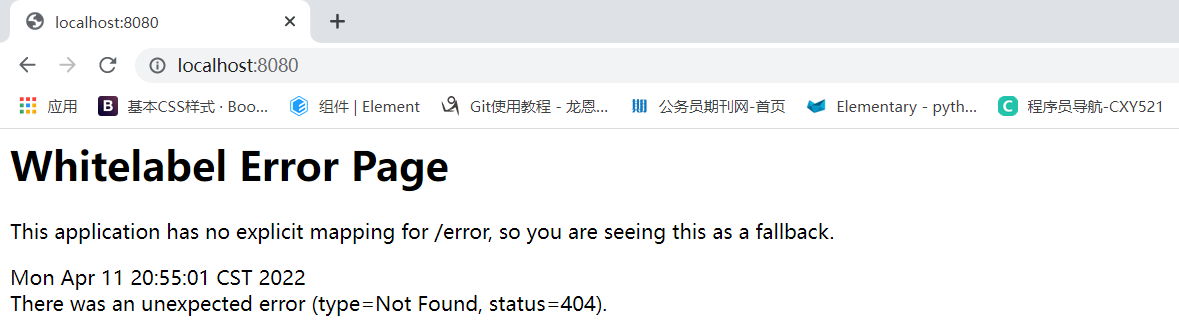 localhost:8080
localhost:8080
应用 B 基本CSS样式 · Boo... 组件 | Element Git使用教程 - 龙恩... 公务员期刊网-首页 Elementary - pyth... C 程序员导航-CXY521
Whitelabel Error Page
This application has no explicit mapping for /error, so you are seeing this as a fallback.
Mon Apr 11 20:55:01 CST 2022
There was an unexpected error (type=Not Found, status=404).